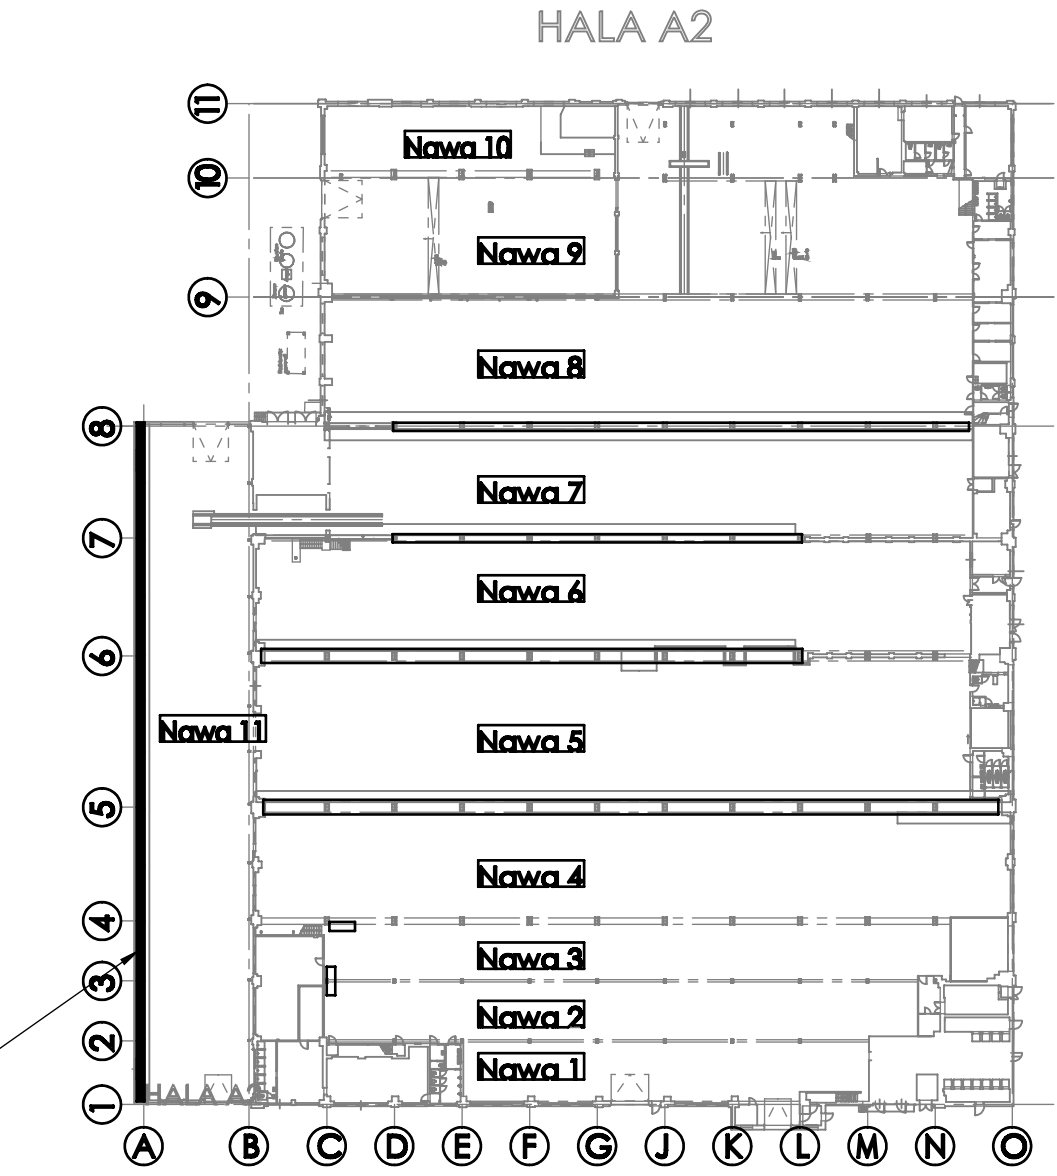 HALA A2
11
Nawa 10
10
Nawa 9
9
Nawa 8
8
Nawa 7
7
Nawa 6
6
Nawa 11
Nawa 5
5
Nawa 4
4
Nawa 3
3
Nawa 2
2
Nawa 1
HALA A2
1
A B C D E F G J K L M N O